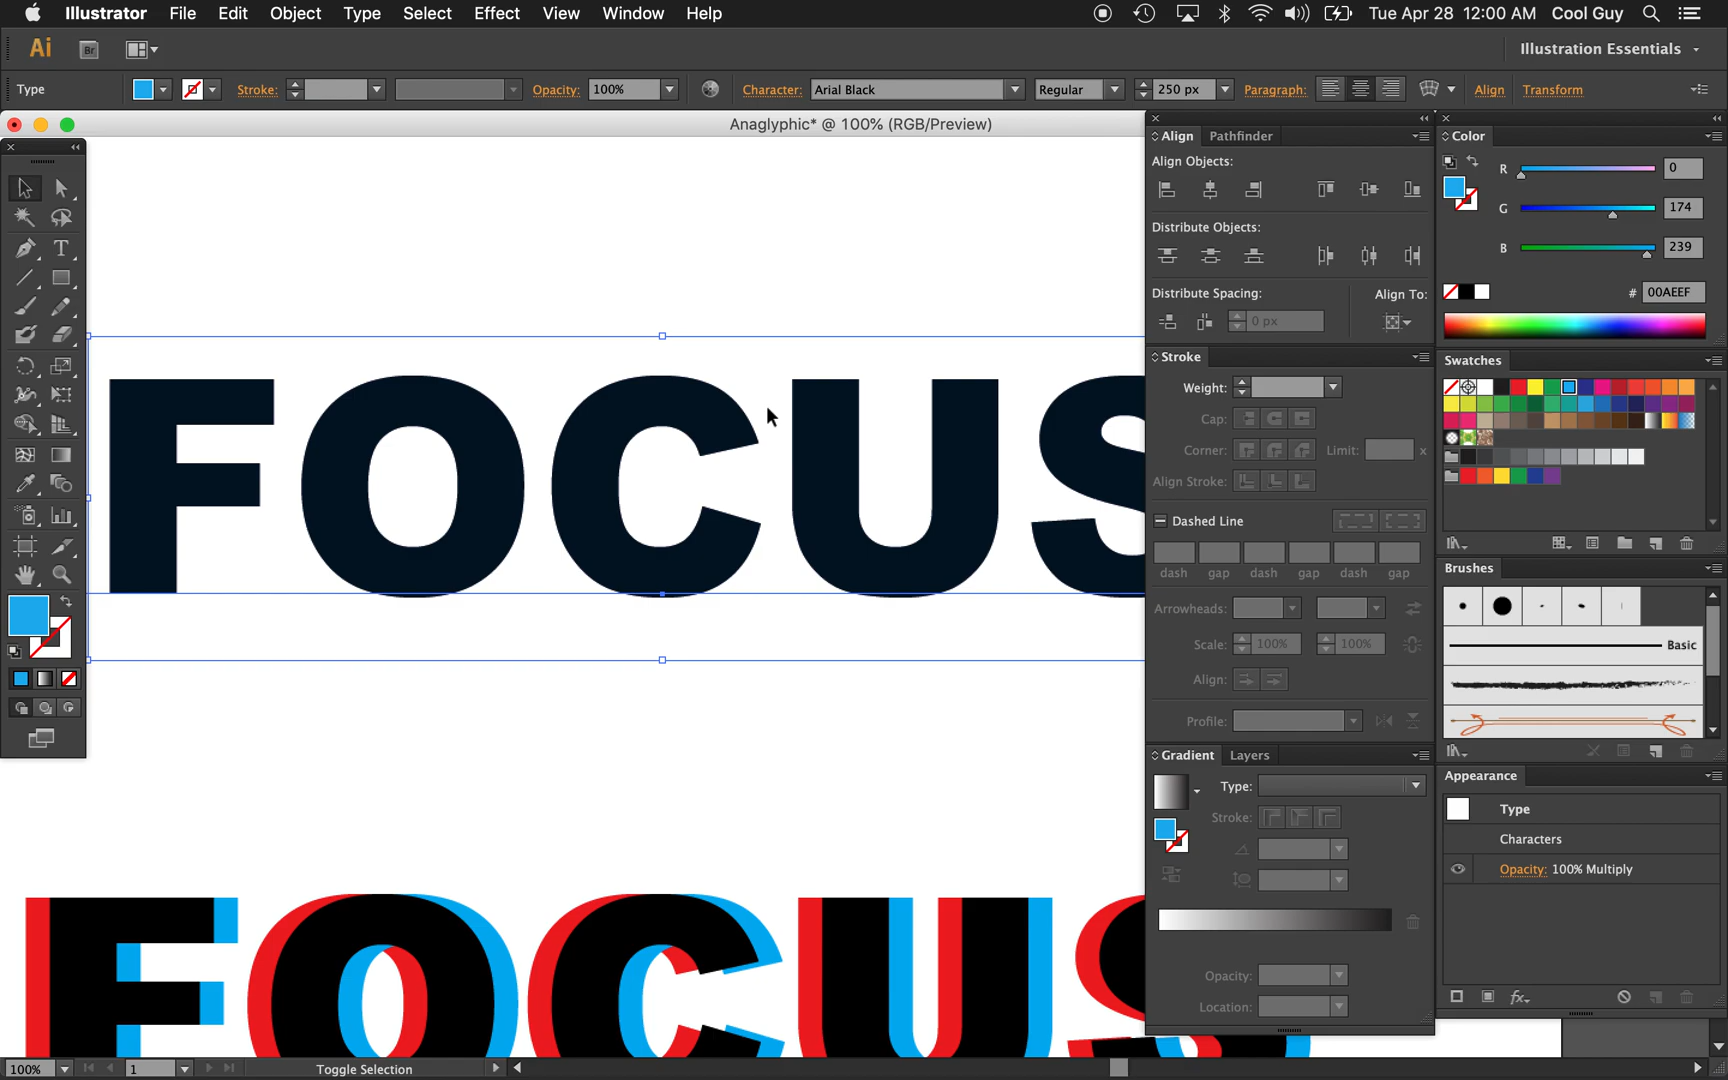 Illustrator File Edit Object Type Select Effect View Window Help Tue Apr 28 12:00 AM Cool Guy
Ai Br Illustration Essentials
Type Stroke: Opacity: 100% Character: Arial Black Regular 250 px Paragraph: Align Transform
Anaglyphic* @ 100% (RGB/Preview)
Align Pathfinder
Align Objects:
Distribute Objects:
Distribute Spacing: Align To:
0 px
Stroke
Weight:
Cap:
Corner: Limit: x
Align Stroke:
Dashed Line
dash gap dash gap dash gap
Arrowheads:
Scale: 100% 100%
Align:
Profile:
Gradient Layers
Type:
Stroke:
Opacity:
Location:
Color
R 0
G 174
B 239
# 00AEEF
Swatches
Brushes
Basic
Appearance
Type
Characters
Opacity: 100% Multiply
FOCUS
FOCUS
100% 1 Toggle Selection